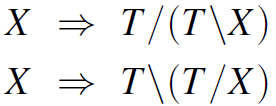 X ⇒ T/(T\X)
X ⇒ T\(T/X)